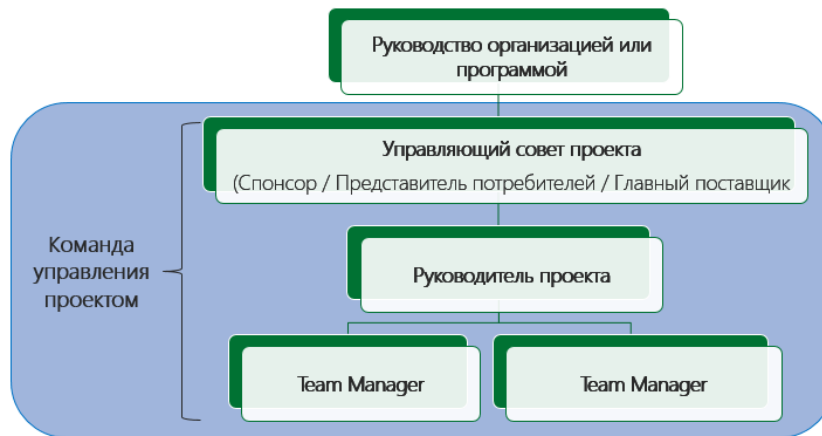 Руководство организацией или
программой
Управляющий совет проекта
(Спонсор / Представитель потребителей / Главный поставщик
Команда
управления
проектом
Руководитель проекта
Team Manager
Team Manager